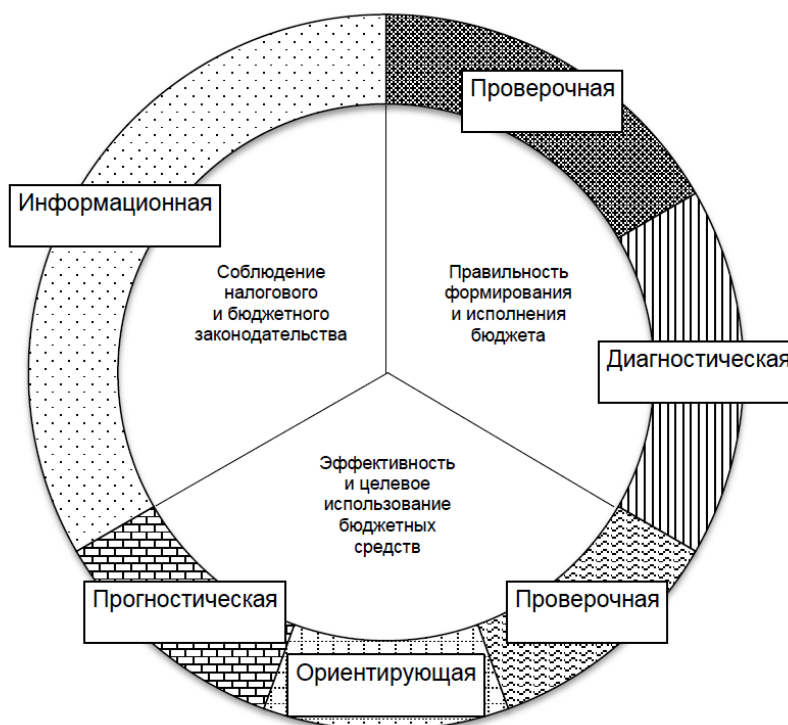 Проверочная
Информационная
Соблюдение
налогового
и бюджетного
законодательства
Правильность
формирования
и исполнения
бюджета
Диагностическая
Эффективность
и целевое
использование
бюджетных
средств
Прогностическая
Проверочная
Ориентирующая